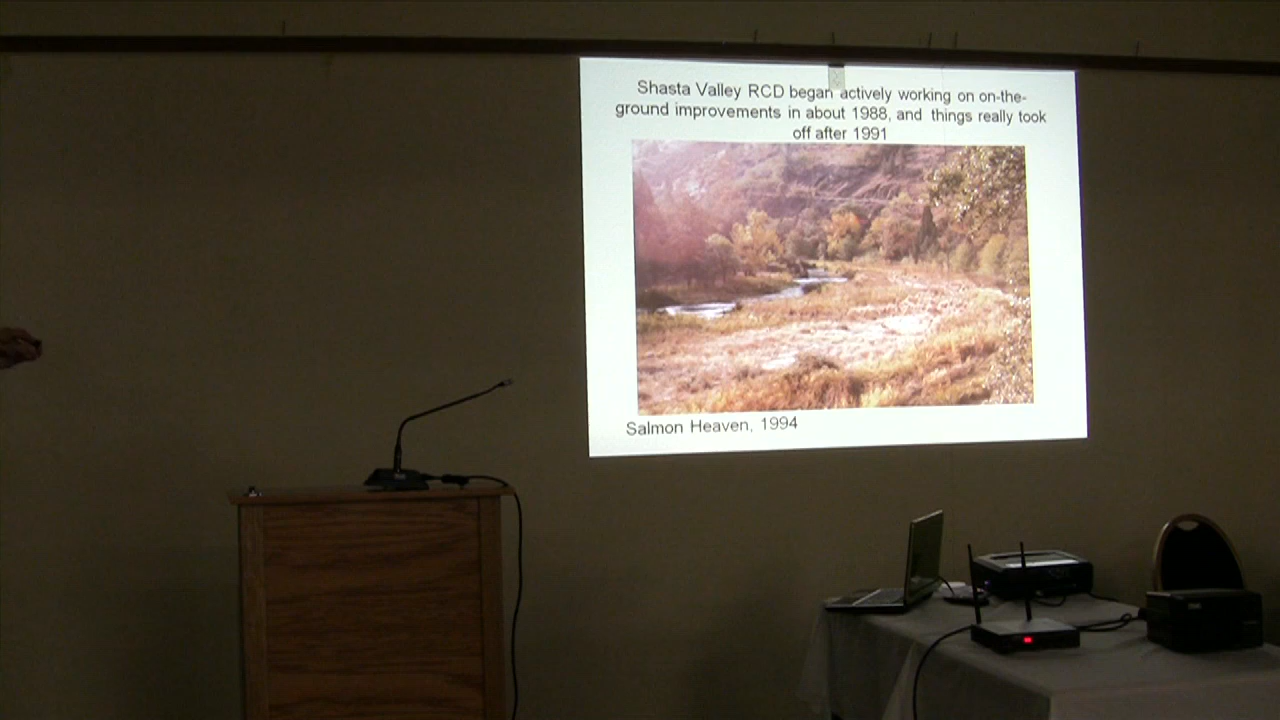 Shasta Valley RCD began actively working on on-the-
ground improvements in about 1988, and things really took
off after 1991
Salmon Heaven, 1994